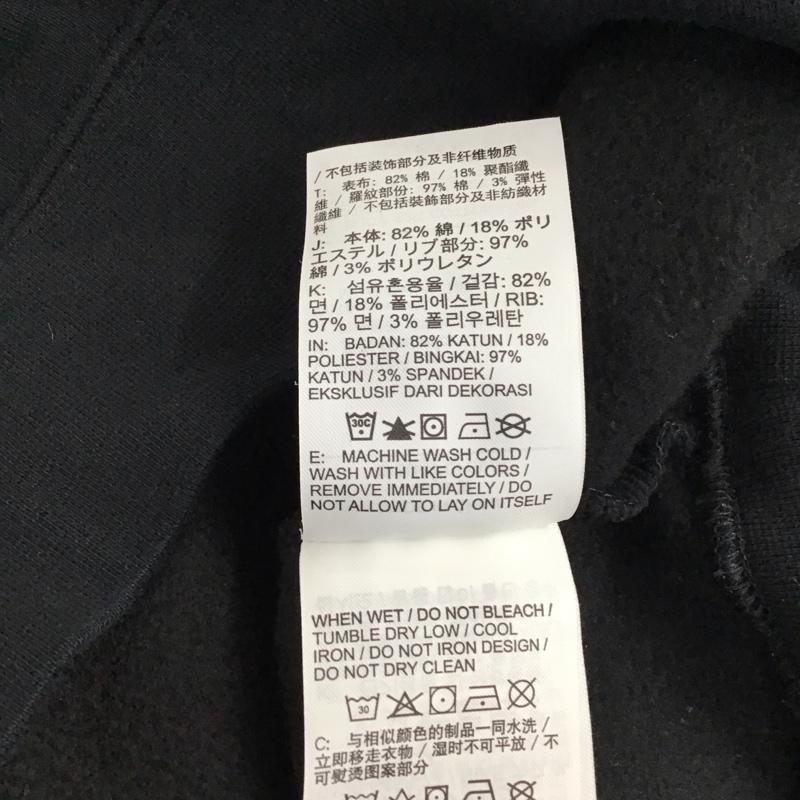 / 不包括装饰部分及非纤维物质
T: 表布: 82% 棉 / 18% 聚酯纖
維 / 羅紋部份: 97% 棉 / 3% 彈性
纖維 / 不包括裝飾部分及非紡織材
料
J: 本体: 82% 綿 / 18% ポリ
エステル / リブ部分: 97%
綿 / 3% ポリウレタン
K: 섬유혼용율 / 겉감: 82%
면 / 18% 폴리에스터 / RIB:
97% 면 / 3% 폴리우레탄
IN: BADAN: 82% KATUN / 18%
POLIESTER / BINGKAI: 97%
KATUN / 3% SPANDEK /
EKSKLUSIF DARI DEKORASI
30C
E: MACHINE WASH COLD /
WASH WITH LIKE COLORS /
REMOVE IMMEDIATELY / DO
NOT ALLOW TO LAY ON ITSELF
WHEN WET / DO NOT BLEACH /
TUMBLE DRY LOW / COOL
IRON / DO NOT IRON DESIGN /
DO NOT DRY CLEAN
30
C: 与相似颜色的制品一同水洗 /
立即移走衣物 / 湿时不可平放 / 不
可熨烫图案部分